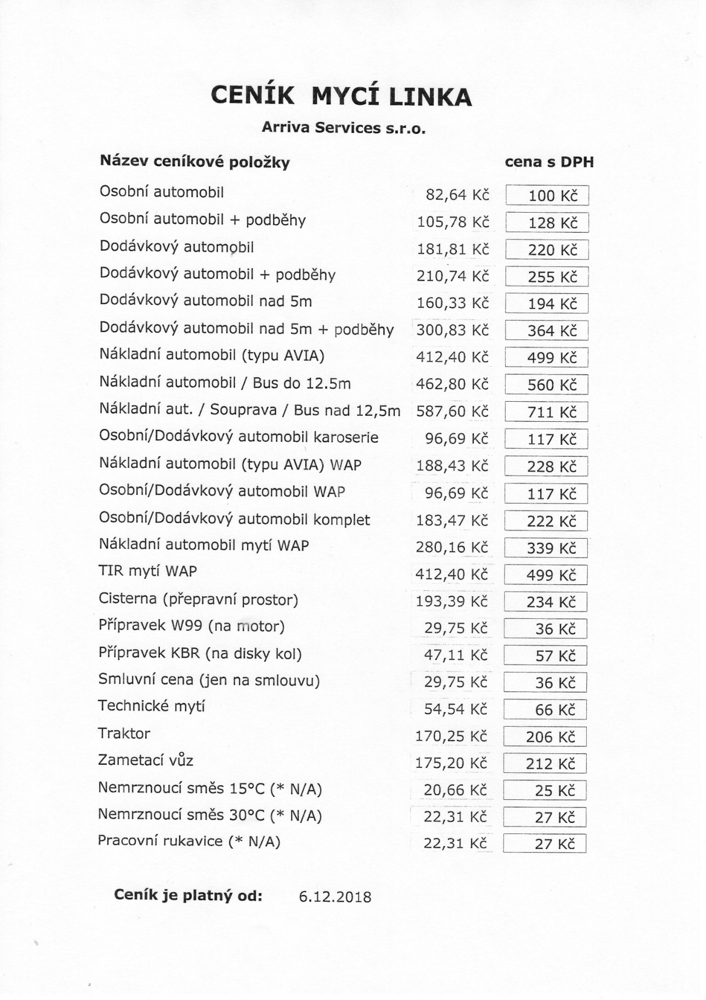 CENÍK MYCÍ LINKA
Arriva Services s.r.o.
Název ceníkové položky cena s DPH
Osobní automobil 82,64 Kč 100 Kč
Osobní automobil + podběhy 105,78 Kč 128 Kč
Dodávkový automobil 181,81 Kč 220 Kč
Dodávkový automobil + podběhy 210,74 Kč 255 Kč
Dodávkový automobil nad 5m 160,33 Kč 194 Kč
Dodávkový automobil nad 5m + podběhy 300,83 Kč 364 Kč
Nákladní automobil (typu AVIA) 412,40 Kč 499 Kč
Nákladní automobil / Bus do 12.5m 462,80 Kč 560 Kč
Nákladní aut. / Souprava / Bus nad 12,5m 587,60 Kč 711 Kč
Osobní/Dodávkový automobil karoserie 96,69 Kč 117 Kč
Nákladní automobil (typu AVIA) WAP 188,43 Kč 228 Kč
Osobní/Dodávkový automobil WAP 96,69 Kč 117 Kč
Osobní/Dodávkový automobil komplet 183,47 Kč 222 Kč
Nákladní automobil mytí WAP 280,16 Kč 339 Kč
TIR mytí WAP 412,40 Kč 499 Kč
Cisterna (přepravní prostor) 193,39 Kč 234 Kč
Přípravek W99 (na motor) 29,75 Kč 36 Kč
Přípravek KBR (na disky kol) 47,11 Kč 57 Kč
Smluvní cena (jen na smlouvu) 29,75 Kč 36 Kč
Technické mytí 54,54 Kč 66 Kč
Traktor 170,25 Kč 206 Kč
Zametací vůz 175,20 Kč 212 Kč
Nemrznoucí směs 15°C (* N/A) 20,66 Kč 25 Kč
Nemrznoucí směs 30°C (* N/A) 22,31 Kč 27 Kč
Pracovní rukavice (* N/A) 22,31 Kč 27 Kč
Ceník je platný od: 6.12.2018